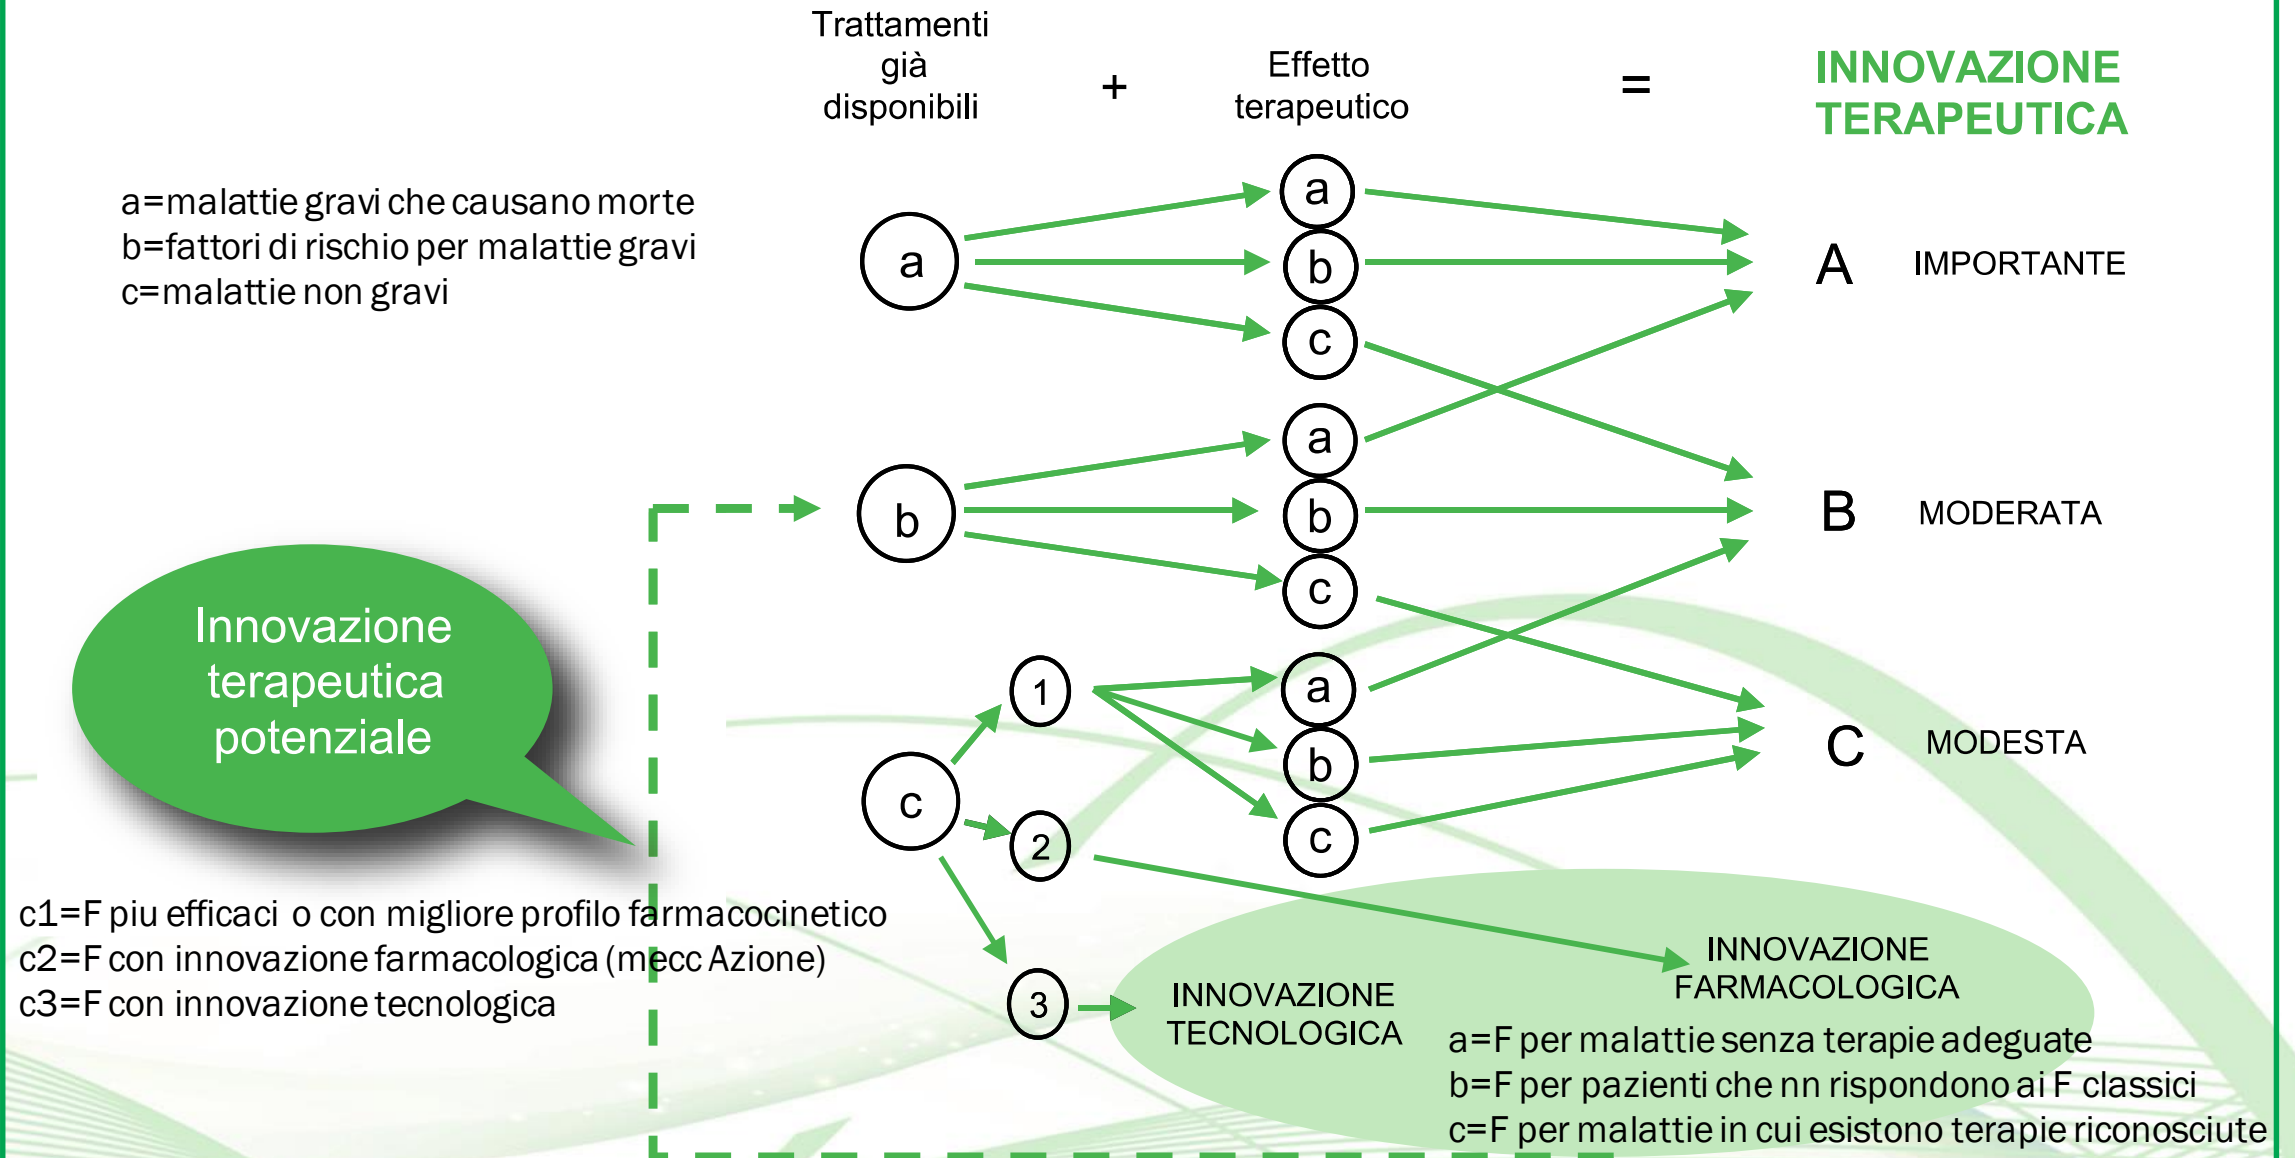 Trattamenti
già
disponibili
+
Effetto
terapeutico
=
INNOVAZIONE
TERAPEUTICA
a=malattie gravi che causano morte
b=fattori di rischio per malattie gravi
c=malattie non gravi
a
a
b
c
A IMPORTANTE
b
a
b
c
B MODERATA
Innovazione
terapeutica
potenziale
c
1
2
3
a
b
c
C MODESTA
c1=F piu efficaci o con migliore profilo farmacocinetico
c2=F con innovazione farmacologica (mecc Azione)
c3=F con innovazione tecnologica
INNOVAZIONE
TECNOLOGICA
INNOVAZIONE
FARMACOLOGICA
a=F per malattie senza terapie adeguate
b=F per pazienti che nn rispondono ai F classici
c=F per malattie in cui esistono terapie riconosciute